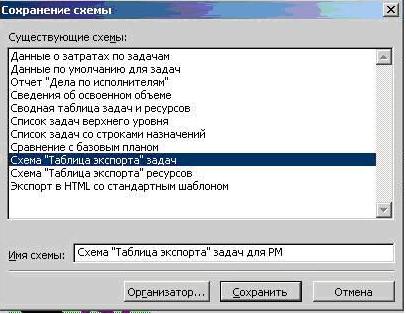 Сохранение схемы
Существующие схемы:
Данные о затратах по задачам
Данные по умолчанию для задач
Отчет "Дела по исполнителям"
Сведения об освоенном объеме
Сводная таблица задач и ресурсов
Список задач верхнего уровня
Список задач со строками назначений
Сравнение с базовым планом
Схема "Таблица экспорта" задач
Схема "Таблица экспорта" ресурсов
Экспорт в HTML со стандартным шаблоном
Имя схемы: Схема "Таблица экспорта" задач для PM
Организатор... Сохранить Отмена